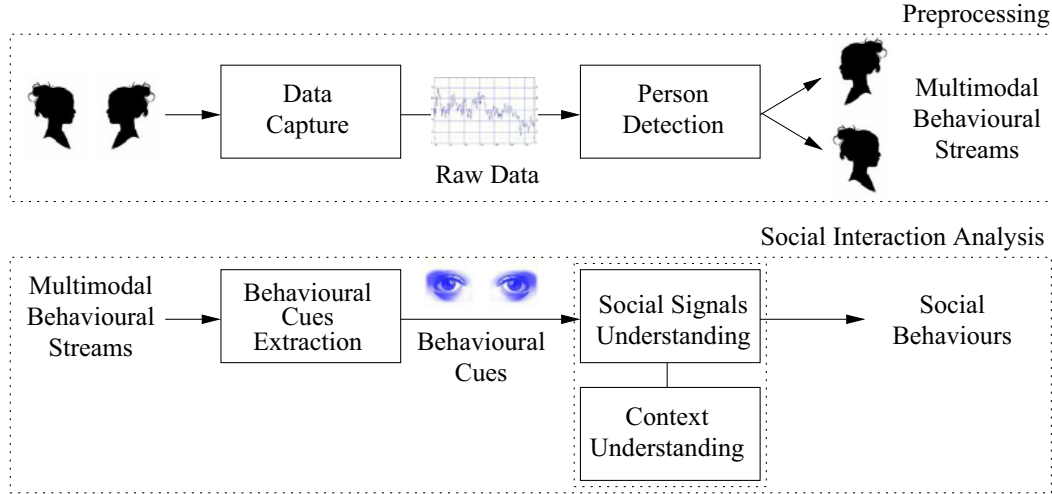 Preprocessing
Data
Capture
Raw Data
Person
Detection
Multimodal
Behavioural
Streams
Social Interaction Analysis
Multimodal
Behavioural
Streams
Behavioural
Cues
Extraction
Behavioural
Cues
Social Signals
Understanding
Context
Understanding
Social
Behaviours